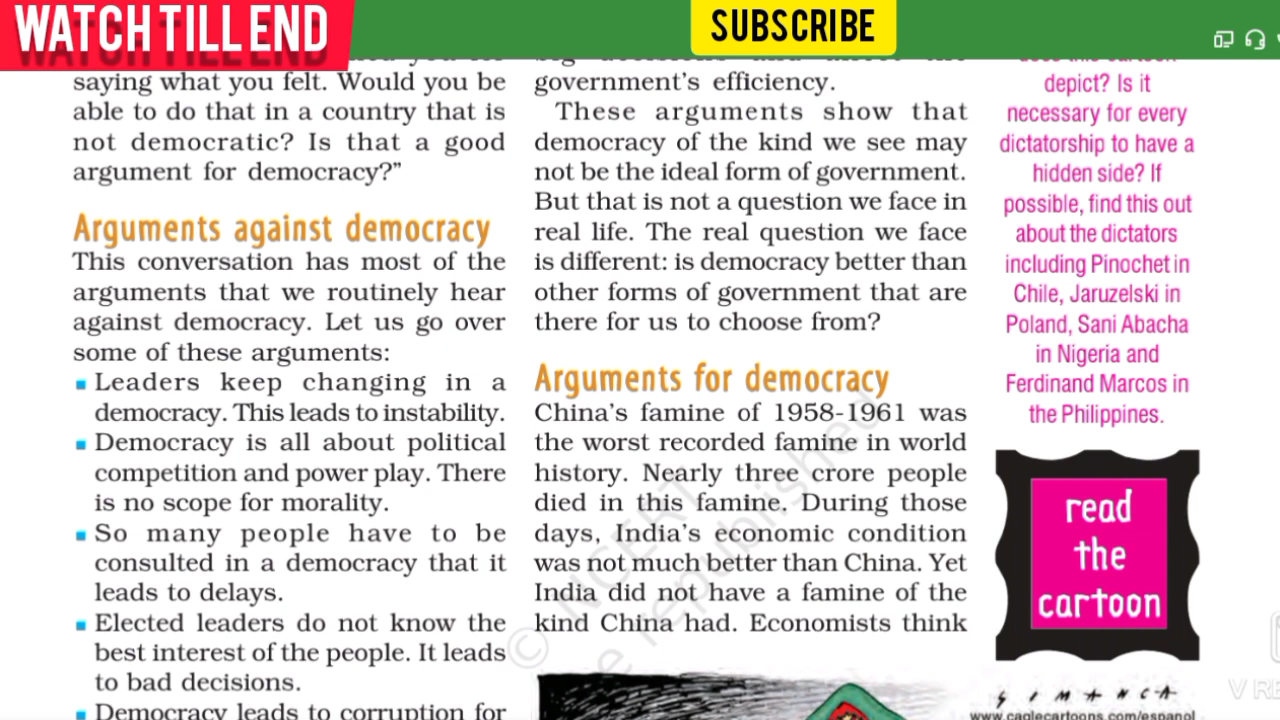 WATCH TILL END
SUBSCRIBE
saying what you felt. Would you be
able to do that in a country that is
not democratic? Is that a good
argument for democracy?”
Arguments against democracy
This conversation has most of the
arguments that we routinely hear
against democracy. Let us go over
some of these arguments:
▪ Leaders keep changing in a
democracy. This leads to instability.
▪ Democracy is all about political
competition and power play. There
is no scope for morality.
▪ So many people have to be
consulted in a democracy that it
leads to delays.
▪ Elected leaders do not know the
best interest of the people. It leads
to bad decisions.
▪ Democracy leads to corruption for
government’s efficiency.
These arguments show that
democracy of the kind we see may
not be the ideal form of government.
But that is not a question we face in
real life. The real question we face
is different: is democracy better than
other forms of government that are
there for us to choose from?
Arguments for democracy
China’s famine of 1958-1961 was
the worst recorded famine in world
history. Nearly three crore people
died in this famine. During those
days, India’s economic condition
was not much better than China. Yet
India did not have a famine of the
kind China had. Economists think
© NCERT
be republished
depict? Is it
necessary for every
dictatorship to have a
hidden side? If
possible, find this out
about the dictators
including Pinochet in
Chile, Jaruzelski in
Poland, Sani Abacha
in Nigeria and
Ferdinand Marcos in
the Philippines.
read
the
cartoon
SIMANCA
www.caglecartoons.com/espanol